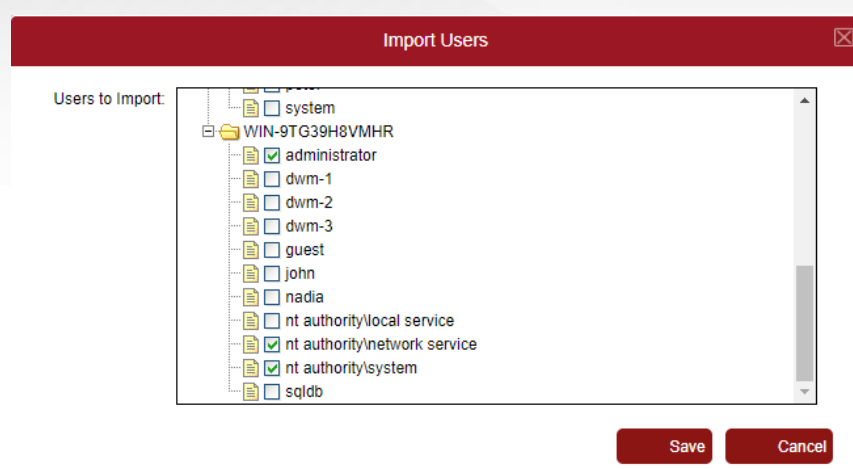 Import Users
Users to Import:
system
WIN-9TG39H8VMHR
administrator
dwm-1
dwm-2
dwm-3
guest
john
nadia
nt authority\local service
nt authority\network service
nt authority\system
sqldb
Save Cancel